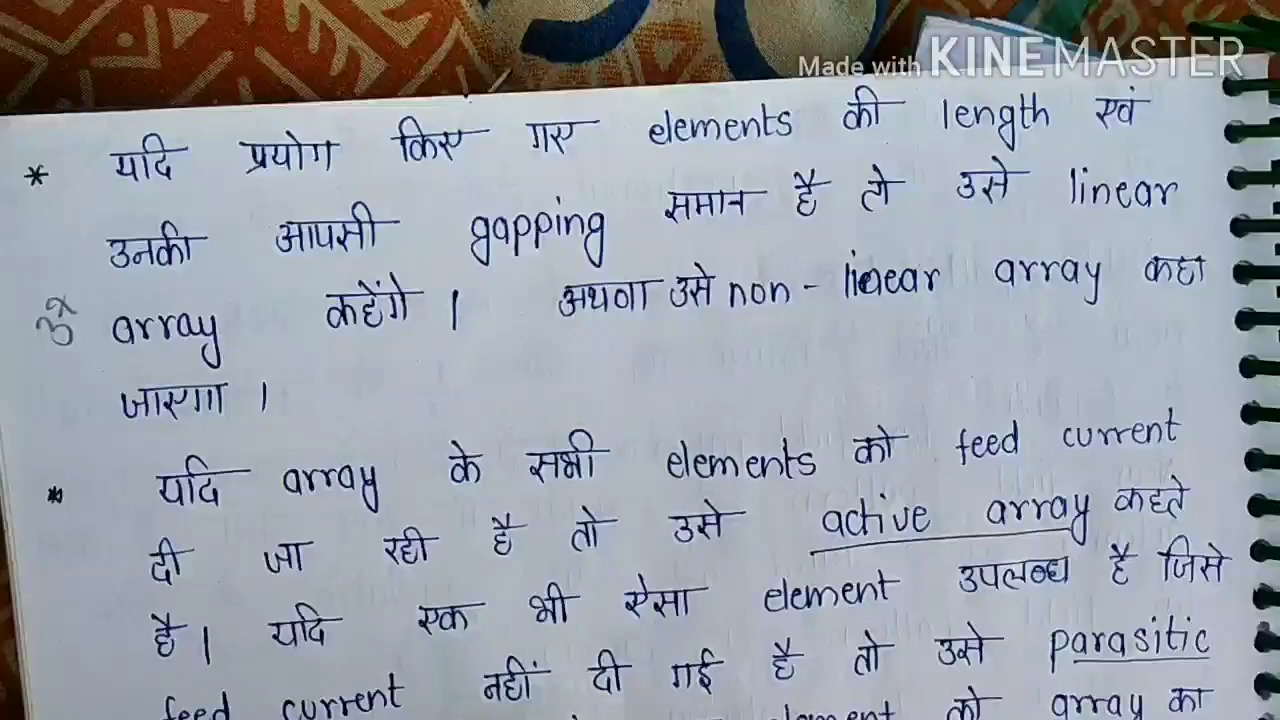 Made with KINEMASTER
* यदि प्रयोग किए गए elements की length एवं
उनकी आपसी gapping समान है तो उसे linear
array कहेंगे । अथवा उसे non-linear array कहा
जाएगा ।
* यदि array के सभी elements को feed current
दी जा रही है तो उसे active array कहते
है । यदि एक भी ऐसा element उपलब्ध है जिसे
feed current नहीं दी गई है तो उसे parasitic
element को array का